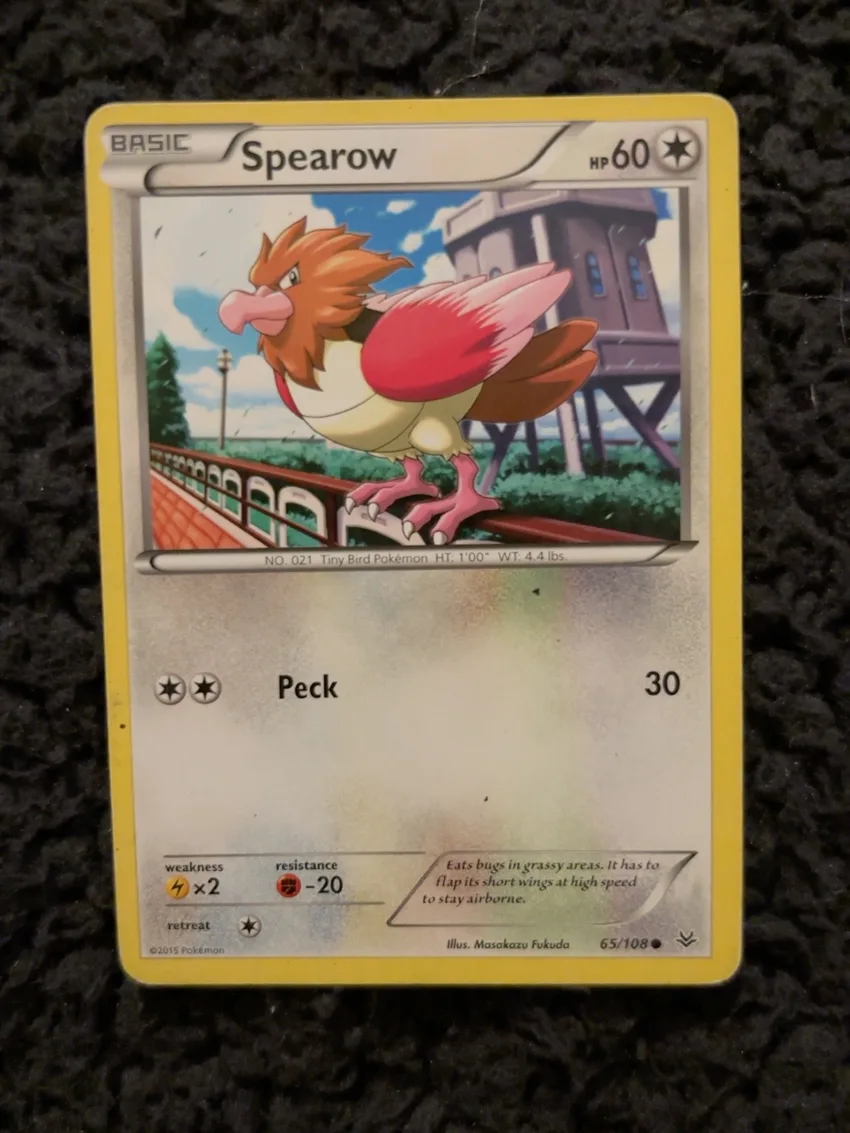 BASIC Spearow HP 60
NO. 021 Tiny Bird Pokémon HT: 1'00" WT: 4.4 lbs.
Peck 30
weakness resistance
×2 -20
retreat
Eats bugs in grassy areas. It has to
flap its short wings at high speed
to stay airborne.
©2015 Pokémon Illus. Masakazu Fukuda 65/108